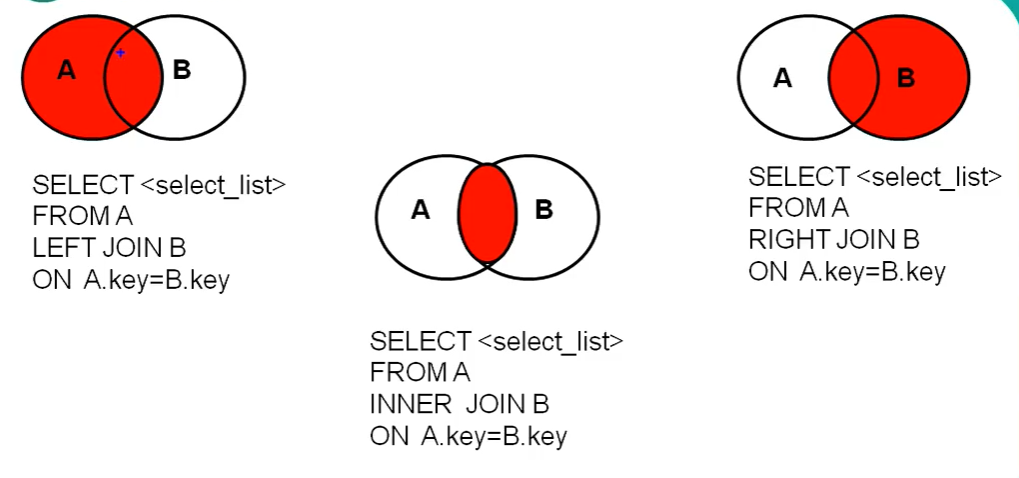 A B
SELECT <select_list>
FROM A
LEFT JOIN B
ON A.key=B.key
A B
SELECT <select_list>
FROM A
INNER JOIN B
ON A.key=B.key
A B
SELECT <select_list>
FROM A
RIGHT JOIN B
ON A.key=B.key